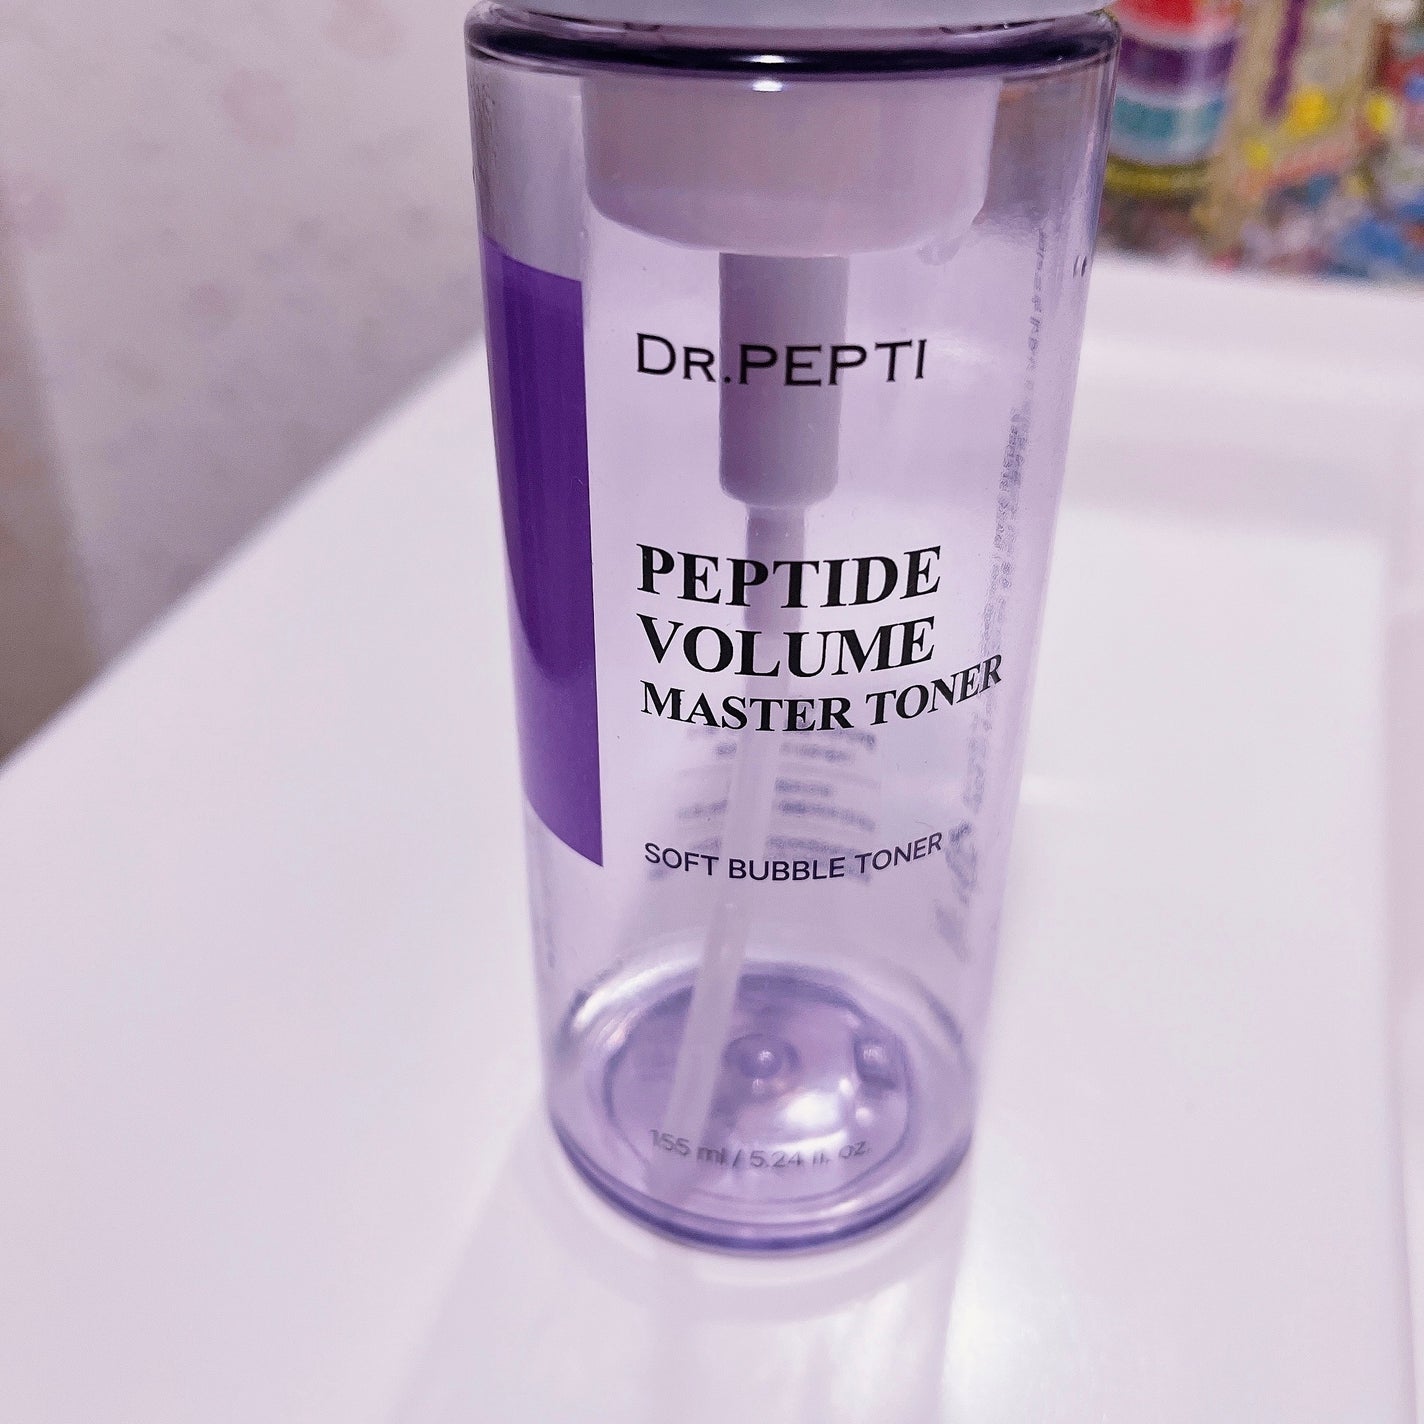 DR.PEPTI
PEPTIDE
VOLUME
MASTER TONER
SOFT BUBBLE TONER
155 ml / 5.24 fl. oz.